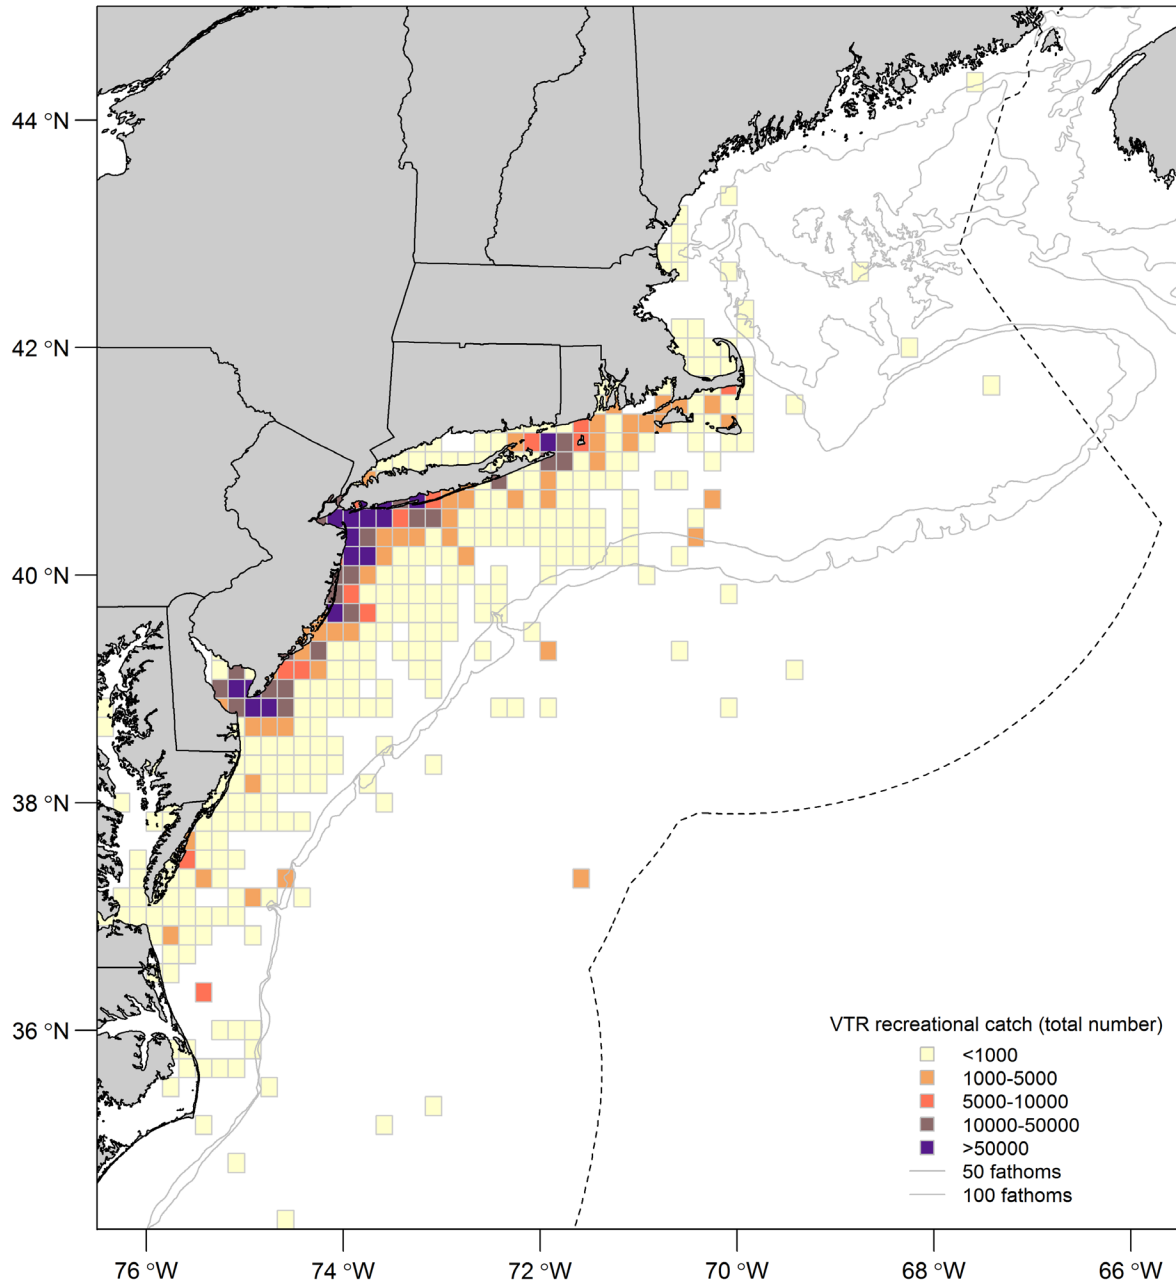 44 °N
42 °N
40 °N
38 °N
36 °N
VTR recreational catch (total number)
<1000
1000-5000
5000-10000
10000-50000
>50000
50 fathoms
100 fathoms
76 °W
74 °W
72 °W
70 °W
68 °W
66 °W